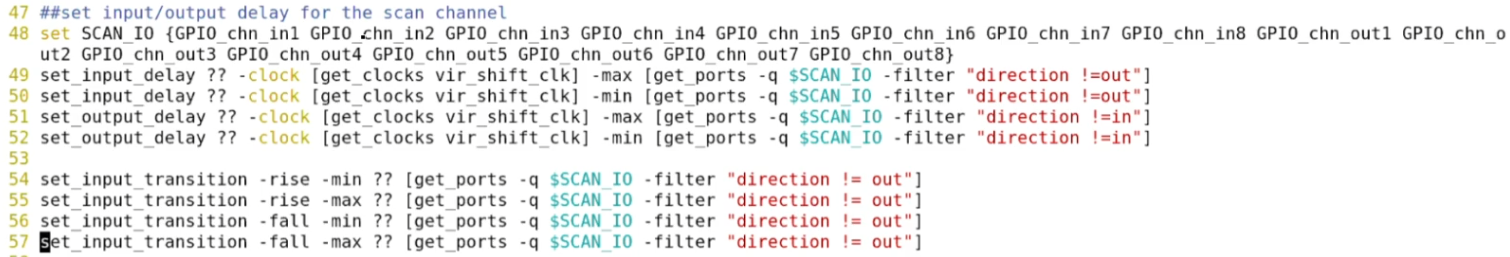 47 ##set input/output delay for the scan channel
48 set SCAN_IO {GPIO_chn_in1 GPIO_chn_in2 GPIO_chn_in3 GPIO_chn_in4 GPIO_chn_in5 GPIO_chn_in6 GPIO_chn_in7 GPIO_chn_in8 GPIO_chn_out1 GPIO_chn_o
ut2 GPIO_chn_out3 GPIO_chn_out4 GPIO_chn_out5 GPIO_chn_out6 GPIO_chn_out7 GPIO_chn_out8}
49 set_input_delay ?? -clock [get_clocks vir_shift_clk] -max [get_ports -q $SCAN_IO -filter "direction !=out"]
50 set_input_delay ?? -clock [get_clocks vir_shift_clk] -min [get_ports -q $SCAN_IO -filter "direction !=out"]
51 set_output_delay ?? -clock [get_clocks vir_shift_clk] -max [get_ports -q $SCAN_IO -filter "direction !=in"]
52 set_output_delay ?? -clock [get_clocks vir_shift_clk] -min [get_ports -q $SCAN_IO -filter "direction !=in"]
53
54 set_input_transition -rise -min ?? [get_ports -q $SCAN_IO -filter "direction != out"]
55 set_input_transition -rise -max ?? [get_ports -q $SCAN_IO -filter "direction != out"]
56 set_input_transition -fall -min ?? [get_ports -q $SCAN_IO -filter "direction != out"]
57 set_input_transition -fall -max ?? [get_ports -q $SCAN_IO -filter "direction != out"]